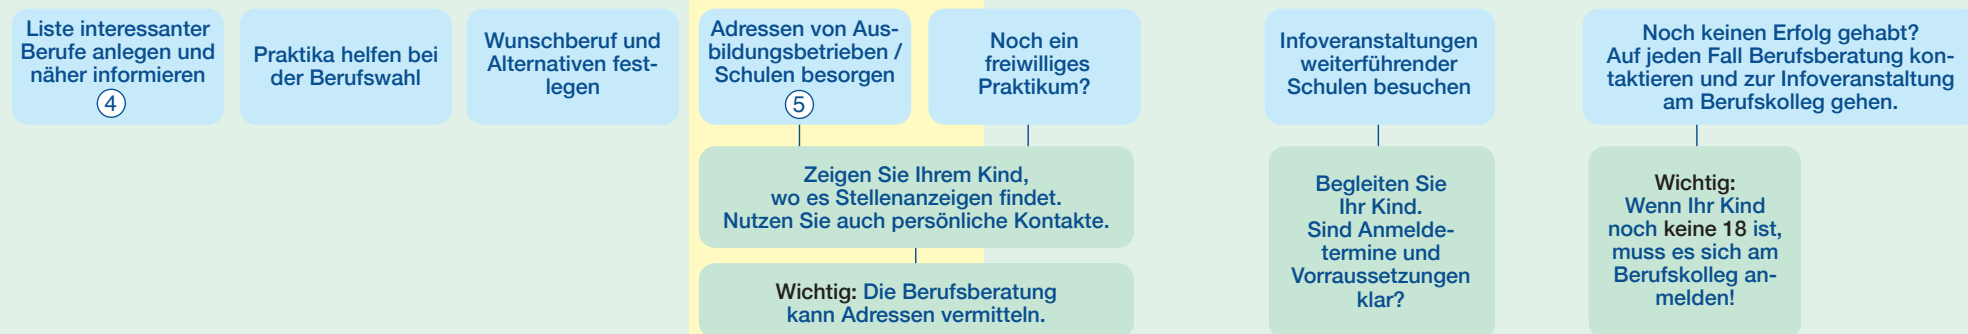 Liste interessanter
Berufe anlegen und
näher informieren
4
Praktika helfen bei
der Berufswahl
Wunschberuf und
Alternativen fest-
legen
Adressen von Aus-
bildungsbetrieben /
Schulen besorgen
5
Noch ein
freiwilliges
Praktikum?
Infoveranstaltungen
weiterführender
Schulen besuchen
Noch keinen Erfolg gehabt?
Auf jeden Fall Berufsberatung kon-
taktieren und zur Infoveranstaltung
am Berufskolleg gehen.
Zeigen Sie Ihrem Kind,
wo es Stellenanzeigen findet.
Nutzen Sie auch persönliche Kontakte.
Wichtig: Die Berufsberatung
kann Adressen vermitteln.
Begleiten Sie
Ihr Kind.
Sind Anmelde-
termine und
Vorraussetzungen
klar?
Wichtig:
Wenn Ihr Kind
noch keine 18 ist,
muss es sich am
Berufskolleg an-
melden!